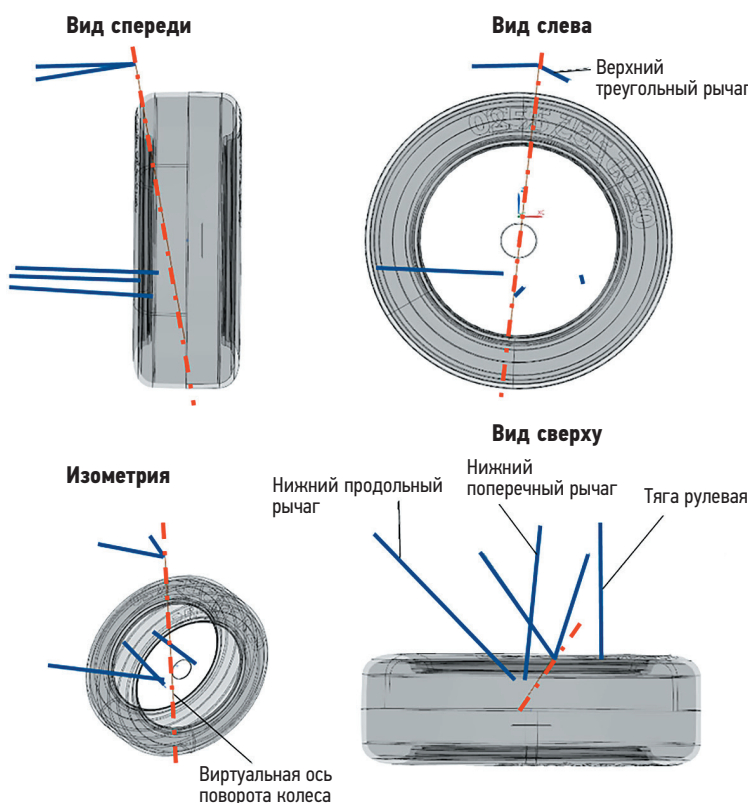 Вид спереди
Вид слева
Верхний
треугольный рычаг
Вид сверху
Изометрия
Нижний продольный
рычаг
Нижний
поперечный рычаг
Тяга рулевая
Виртуальная ось
поворота колеса